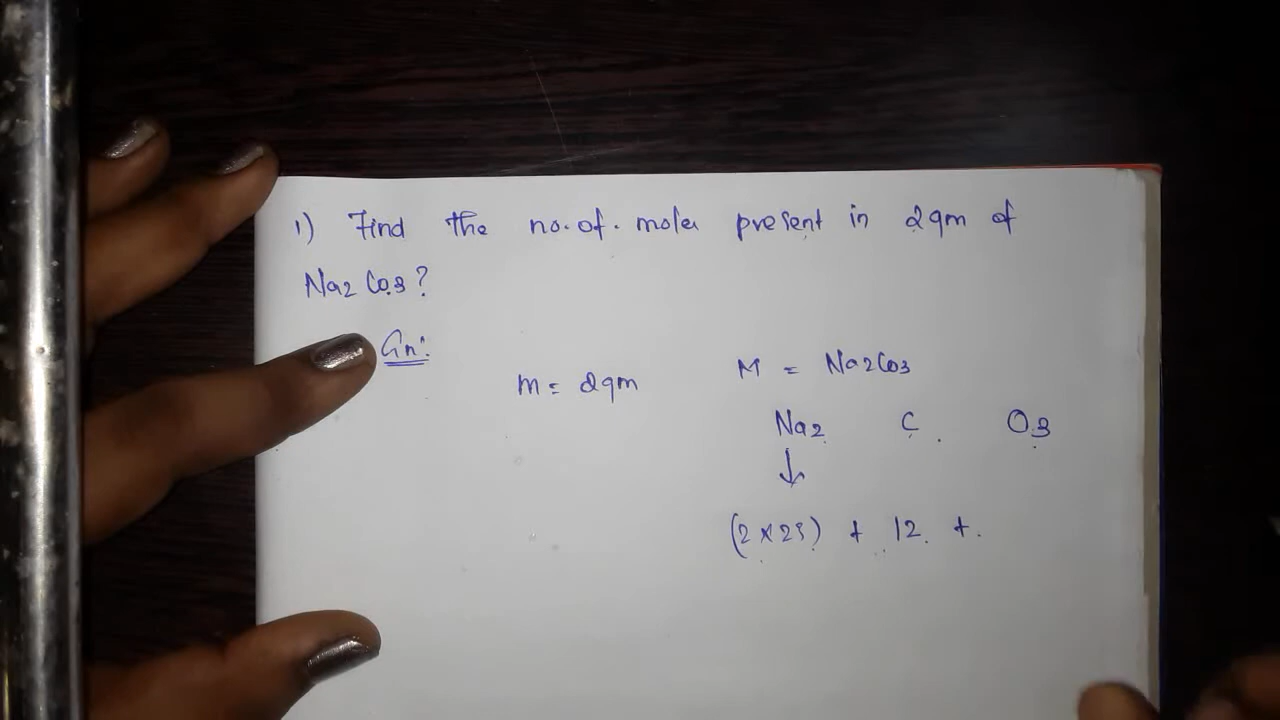 1) Find the no.of. moles present in 2gm of
Na2 Co3?
Gn:
m = 2gm
M = Na2Co3
Na2 C O3
↓
(2×23) + 12 +